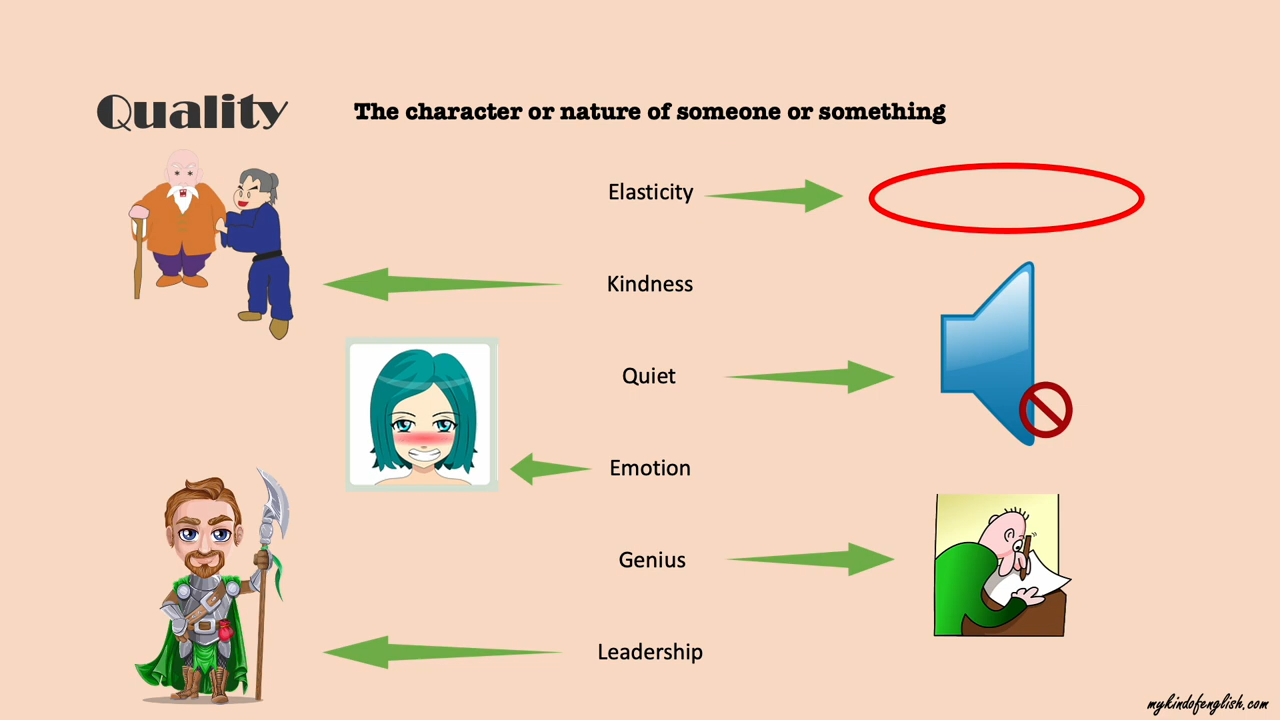 Quality
The character or nature of someone or something
Elasticity
Kindness
Quiet
Emotion
Genius
Leadership
mykindofenglish.com